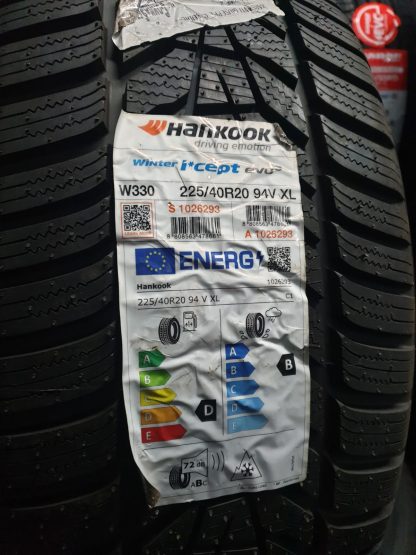 Hankook
driving emotion
Winter i*cept evo³
W330 225/40R20 94V XL
S 1026293
A 1026293
ENERG
Hankook 1026293
225/40R20 94 V XL C1
A
B
C
D
E
D
A
B
C
D
E
B
72 dB
ABC